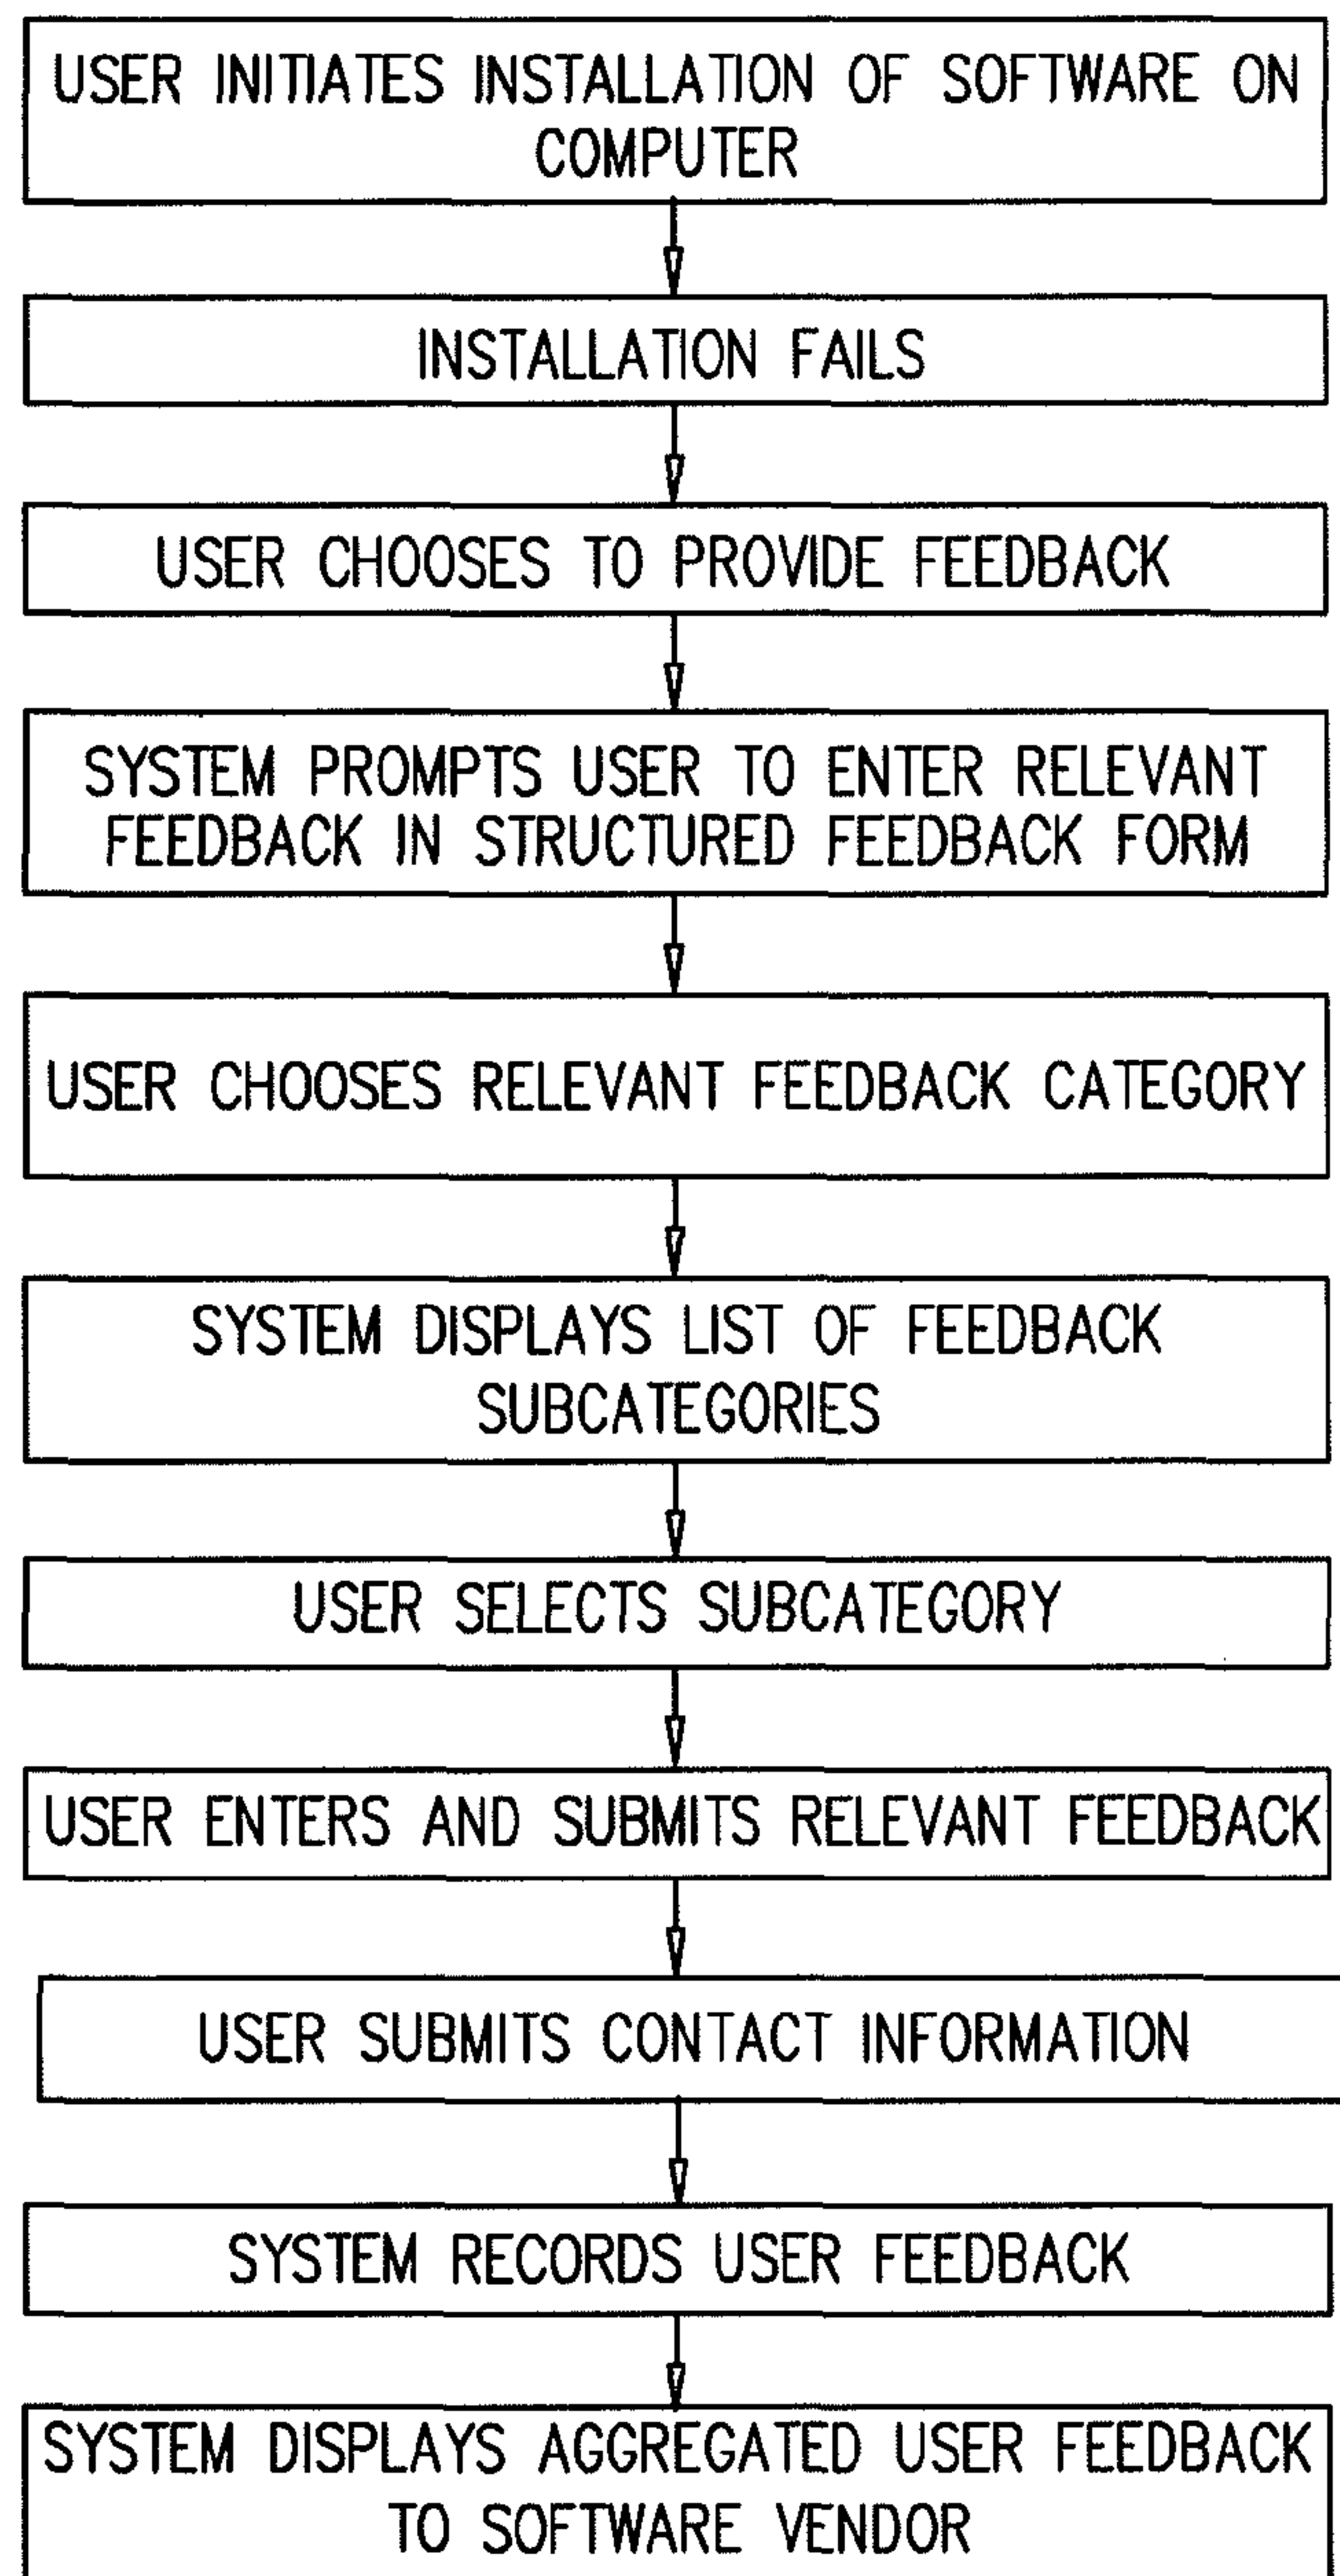 USER INITIATES INSTALLATION OF SOFTWARE ON
COMPUTER
INSTALLATION FAILS
USER CHOOSES TO PROVIDE FEEDBACK
SYSTEM PROMPTS USER TO ENTER RELEVANT
FEEDBACK IN STRUCTURED FEEDBACK FORM
USER CHOOSES RELEVANT FEEDBACK CATEGORY
SYSTEM DISPLAYS LIST OF FEEDBACK
SUBCATEGORIES
USER SELECTS SUBCATEGORY
USER ENTERS AND SUBMITS RELEVANT FEEDBACK
USER SUBMITS CONTACT INFORMATION
SYSTEM RECORDS USER FEEDBACK
SYSTEM DISPLAYS AGGREGATED USER FEEDBACK
TO SOFTWARE VENDOR